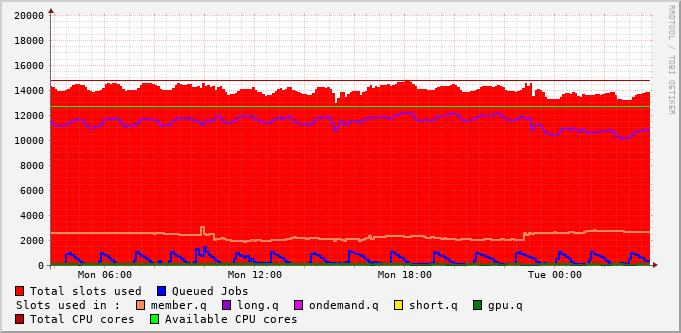 20000
18000
16000
14000
12000
10000
8000
6000
4000
2000
0
Mon 06:00 Mon 12:00 Mon 18:00 Tue 00:00
RRDTOOL / TOBI OETIKER
Total slots used Queued Jobs
Slots used in : member.q long.q ondemand.q short.q gpu.q
Total CPU cores Available CPU cores